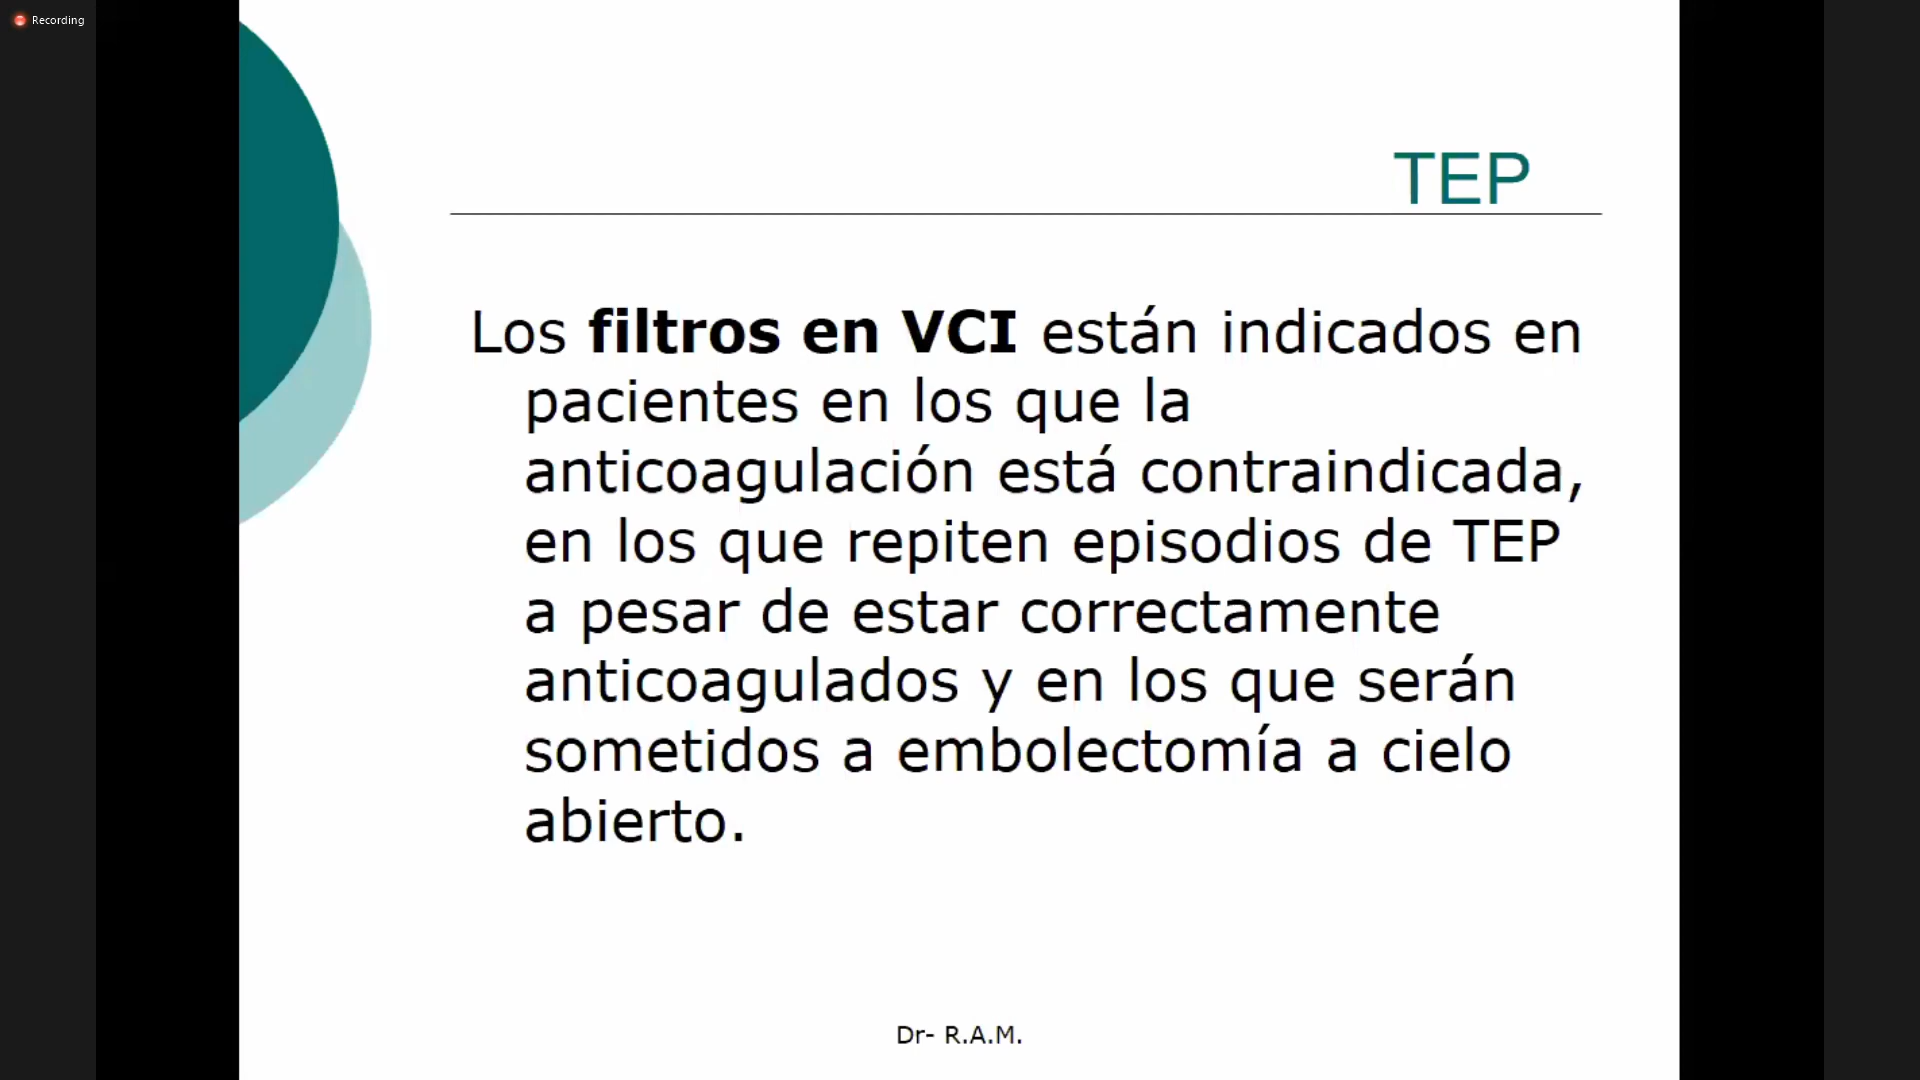 Recording
TEP
Los filtros en VCI están indicados en
pacientes en los que la
anticoagulación está contraindicada,
en los que repiten episodios de TEP
a pesar de estar correctamente
anticoagulados y en los que serán
sometidos a embolectomía a cielo
abierto.
Dr- R.A.M.